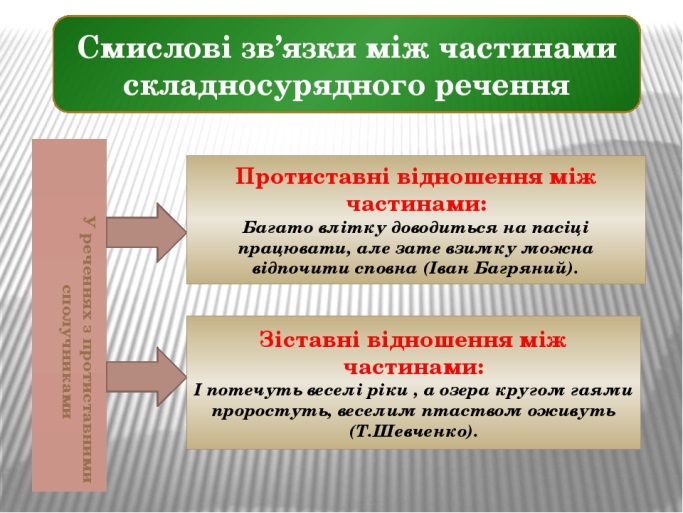 Смислові зв’язки між частинами
складносурядного речення
У реченнях з протиставними
сполучниками
Протиставні відношення між
частинами:
Багато влітку доводиться на пасіці
працювати, але зате взимку можна
відпочити сповна (Іван Багряний).
Зіставні відношення між
частинами:
І потечуть веселі ріки , а озера кругом гаями
проростуть, веселим птаством оживуть
(Т.Шевченко).